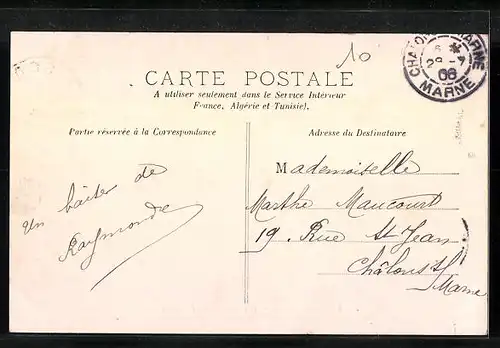 10
CHALONS-S-MARNE
6 *
29 -7
06
MARNE
CARTE POSTALE
A utiliser seulement dans le Service Intérieur
France, Algérie et Tunisie).
Partie réservée à la Correspondance
Adresse du Destinataire
Un baiser de
Raymonde
Mademoiselle
Marthe Maucourt
19. Rue St Jean
Châlons s/
Marne